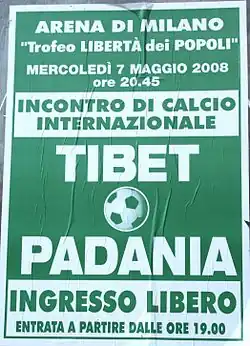 ARENA DI MILANO
"Trofeo LIBERTÀ dei POPOLI"
MERCOLEDÌ 7 MAGGIO 2008
ore 20.45
INCONTRO DI CALCIO
INTERNAZIONALE
TIBET
PADANIA
INGRESSO LIBERO
ENTRATA A PARTIRE DALLE ORE 19.00